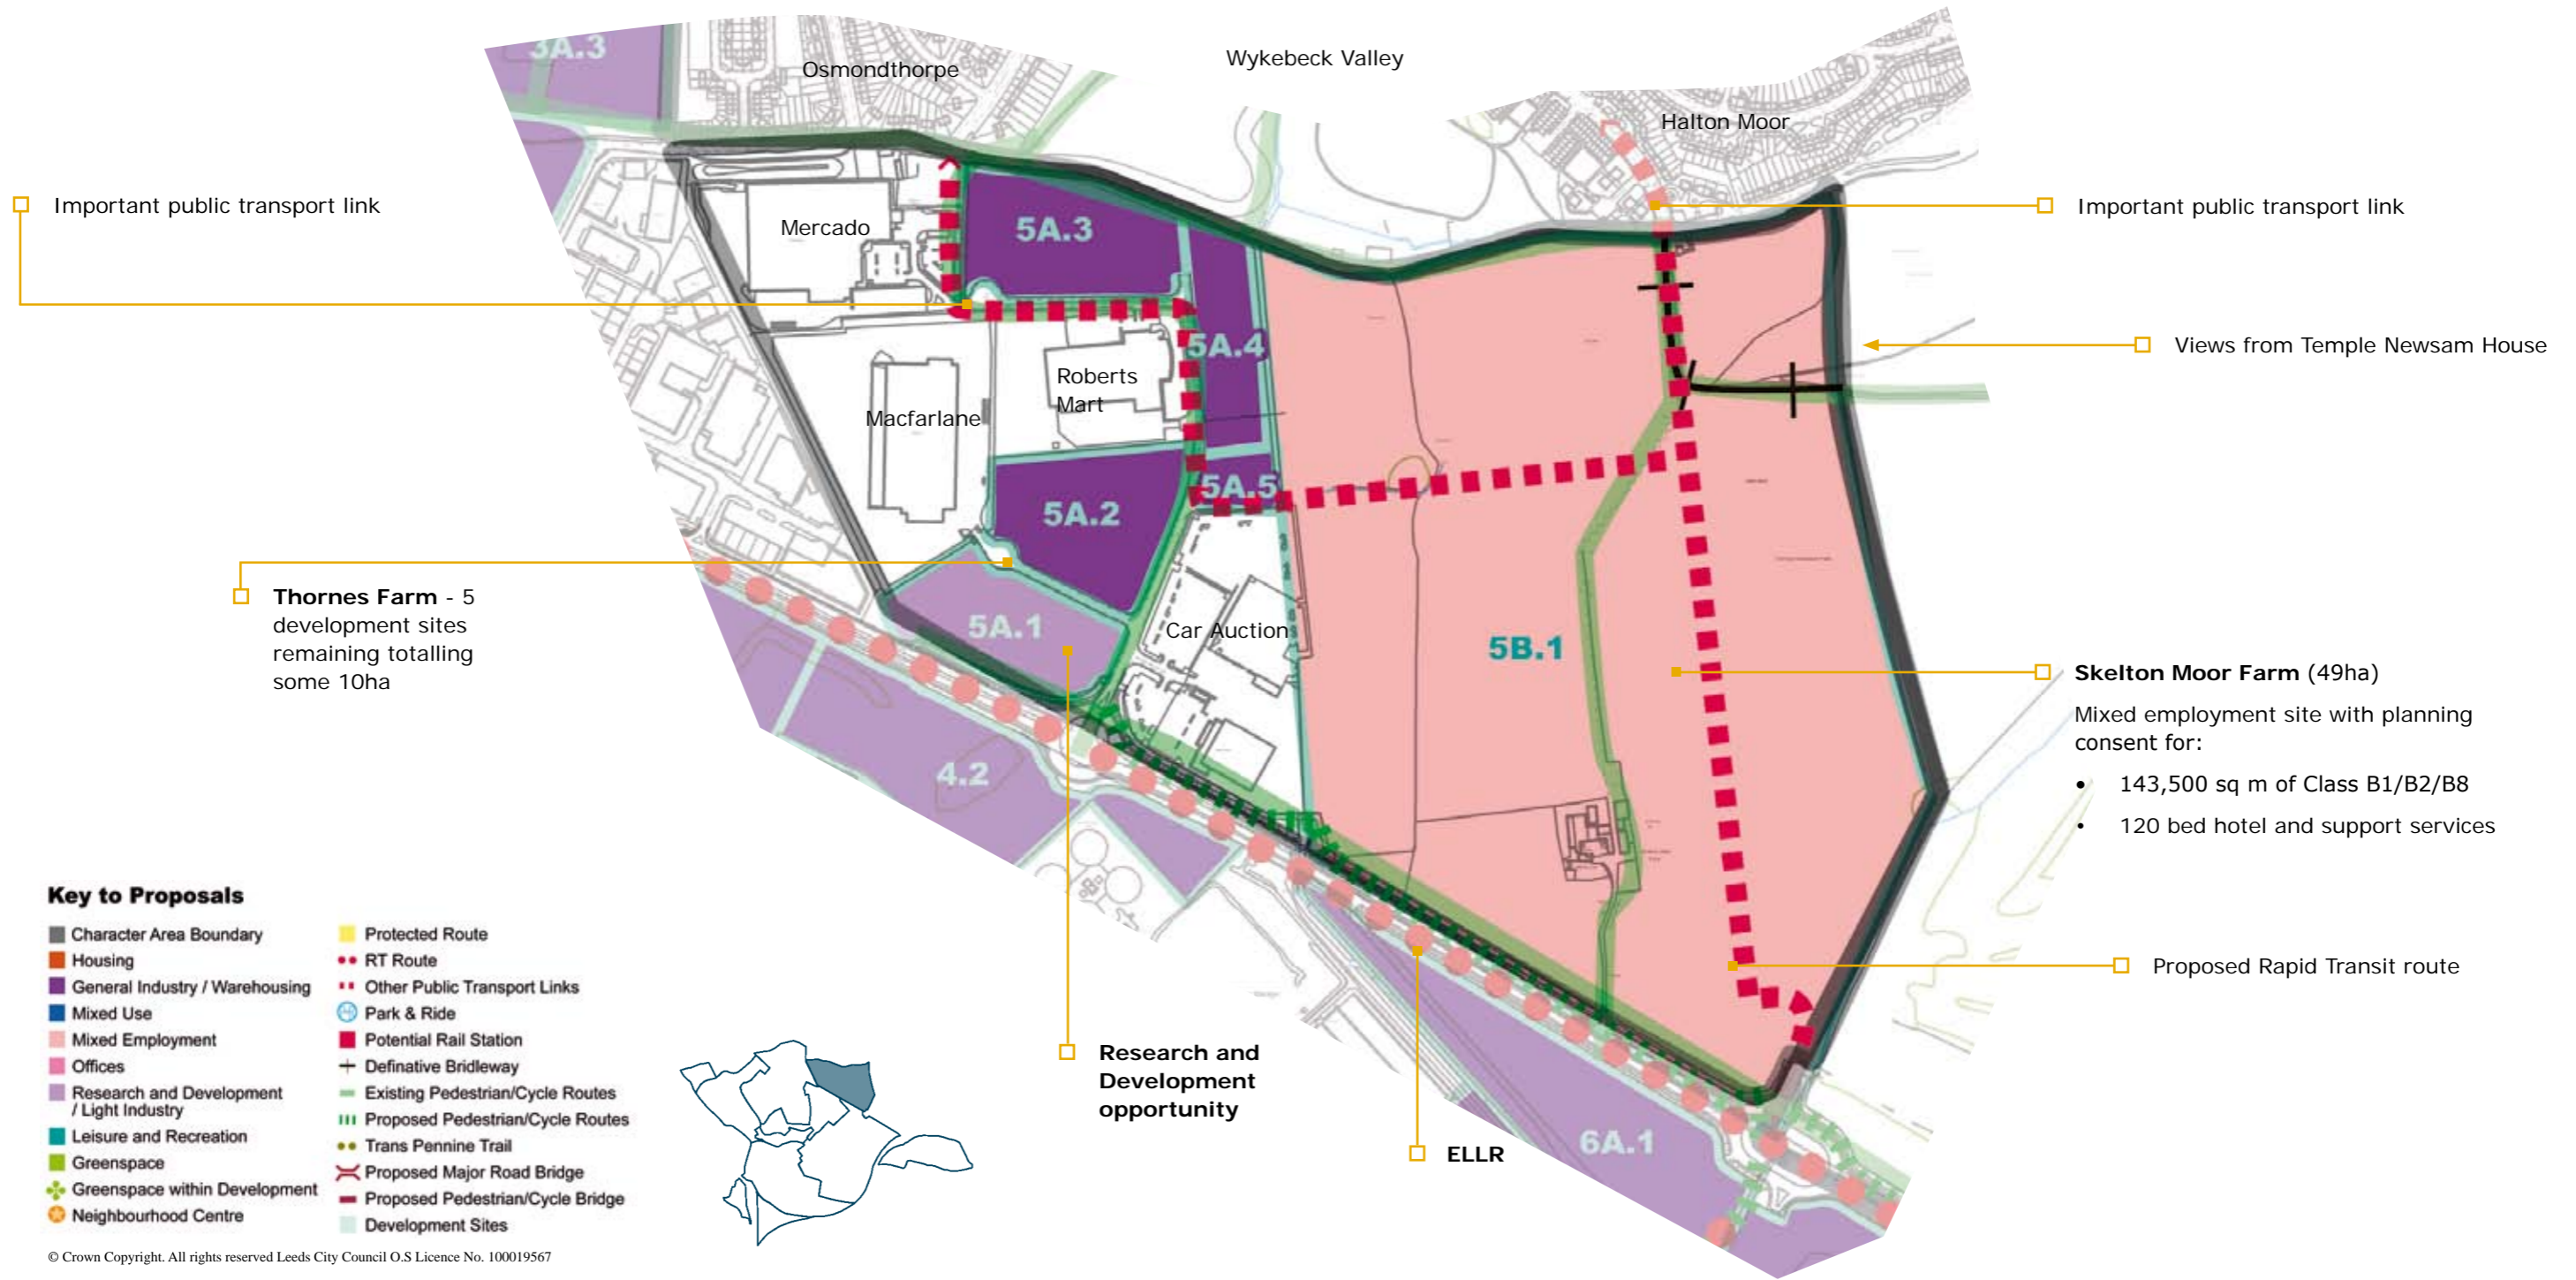 3A.3
Osmondthorpe
Wykebeck Valley
Halton Moor
Important public transport link
Important public transport link
Mercado
5A.3
5A.4
Views from Temple Newsam House
Roberts
Mart
Macfarlane
5A.5
5A.2
Thornes Farm - 5
development sites
remaining totalling
some 10ha
5A.1
Car Auction
5B.1
Skelton Moor Farm (49ha)
Mixed employment site with planning
consent for:
• 143,500 sq m of Class B1/B2/B8
• 120 bed hotel and support services
4.2
Proposed Rapid Transit route
Research and
Development
opportunity
ELLR
6A.1
Key to Proposals
Character Area Boundary
Housing
General Industry / Warehousing
Mixed Use
Mixed Employment
Offices
Research and Development
/ Light Industry
Leisure and Recreation
Greenspace
Greenspace within Development
Neighbourhood Centre
Protected Route
RT Route
Other Public Transport Links
Park & Ride
Potential Rail Station
Definative Bridleway
Existing Pedestrian/Cycle Routes
Proposed Pedestrian/Cycle Routes
Trans Pennine Trail
Proposed Major Road Bridge
Proposed Pedestrian/Cycle Bridge
Development Sites
© Crown Copyright. All rights reserved Leeds City Council O.S Licence No. 100019567